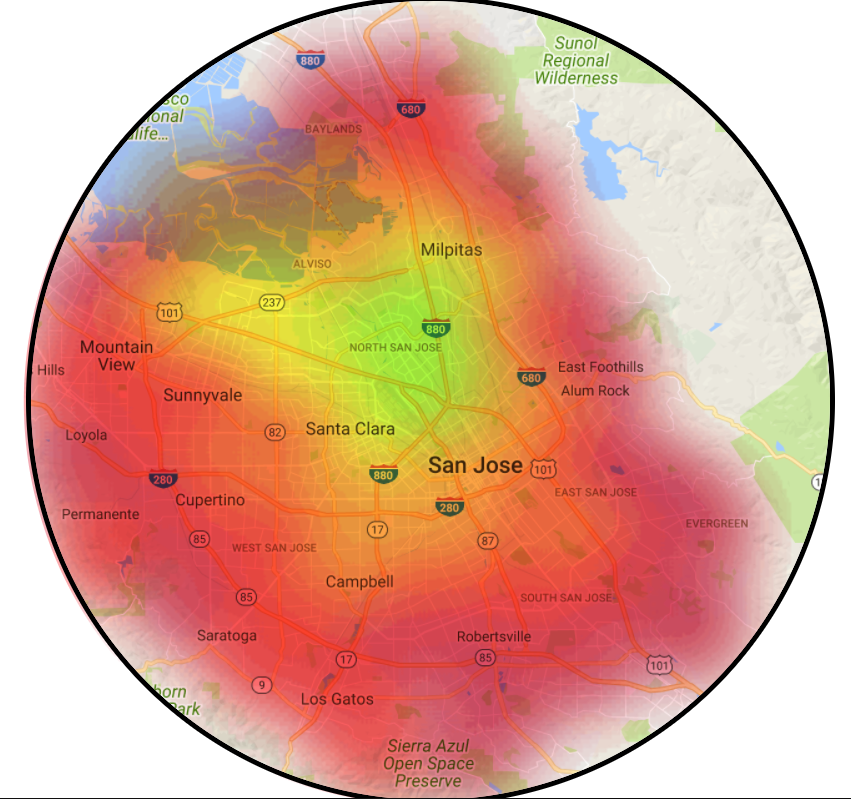 Sunol
Regional
Wilderness
880
sco
onal
life...
680
BAYLANDS
Milpitas
ALVISO
237
101
880
NORTH SAN JOSE
Mountain
View
Hills
East Foothills
680
Alum Rock
Sunnyvale
82
Santa Clara
Loyola
San Jose
101
880
280
EAST SAN JOSE
Cupertino
280
Permanente
17
EVERGREEN
85
87
WEST SAN JOSE
Campbell
85
SOUTH SAN JOSE
Saratoga
Robertsville
17
85
101
9
born
Park
Los Gatos
Sierra Azul
Open Space
Preserve